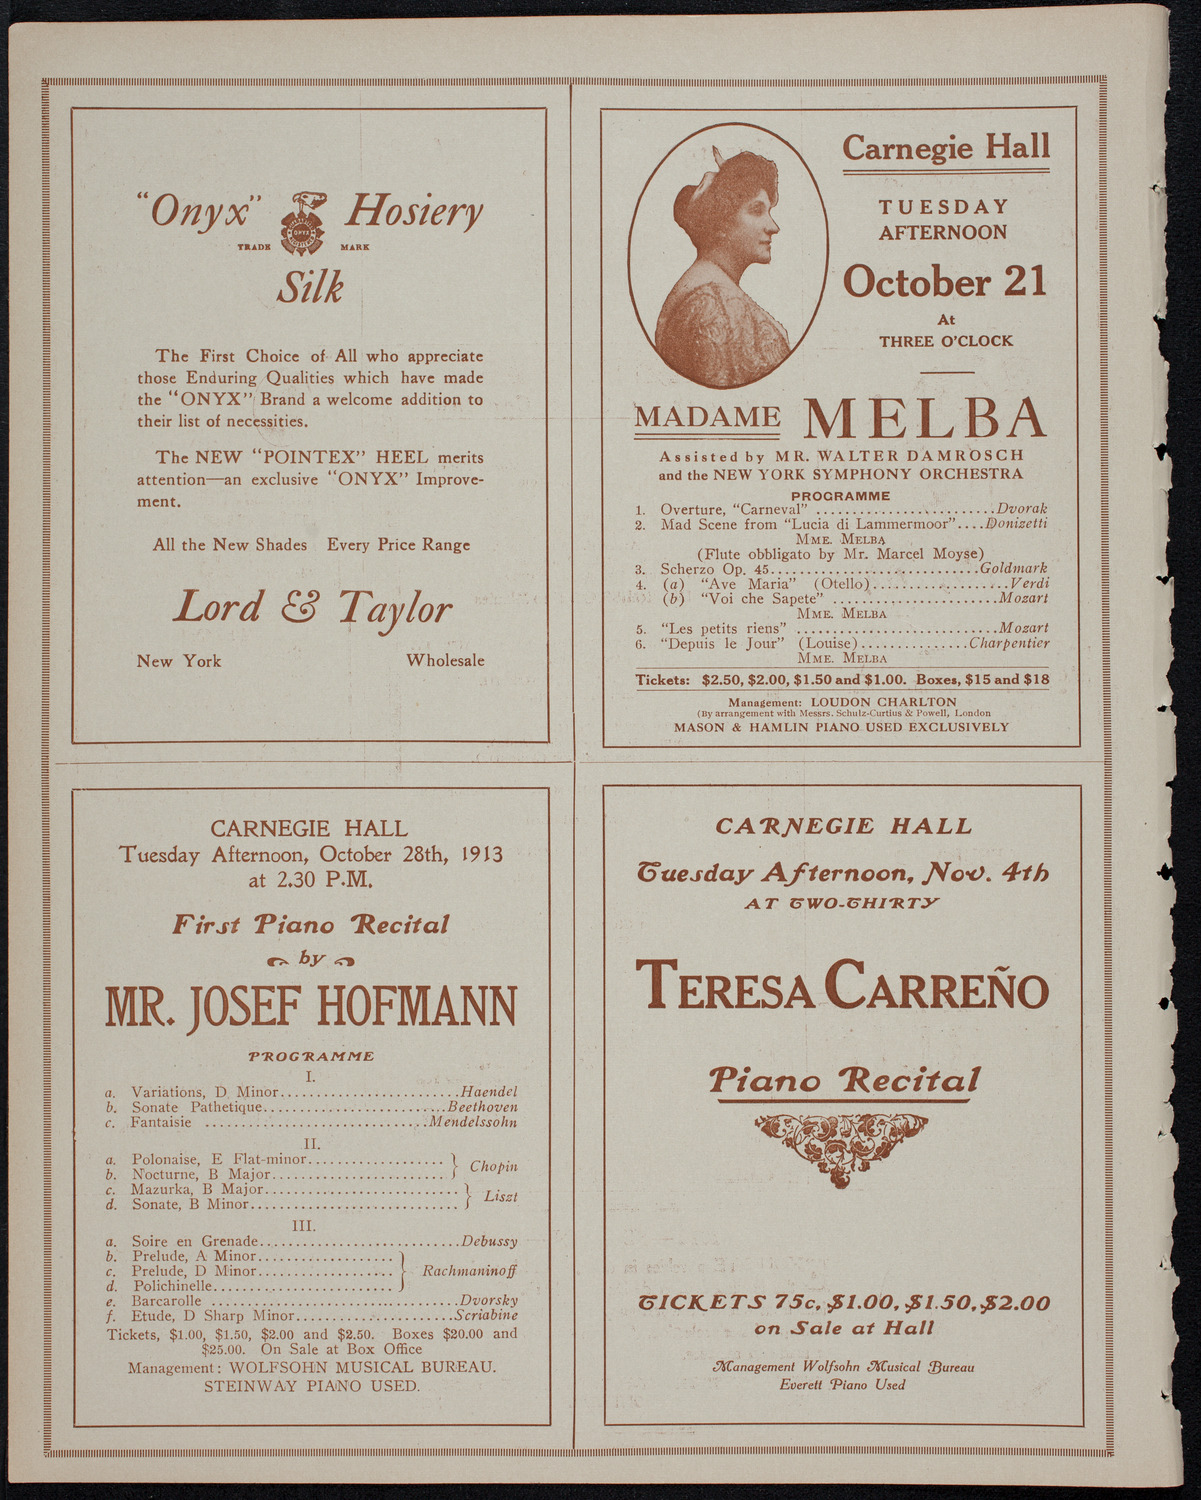 "Onyx" Hosiery
TRADE MARK
ONYX
Silk
The First Choice of All who appreciate
those Enduring Qualities which have made
the "ONYX" Brand a welcome addition to
their list of necessities.
The NEW "POINTEX" HEEL merits
attention—an exclusive "ONYX" Improve-
ment.
All the New Shades Every Price Range
Lord & Taylor
New York Wholesale
Carnegie Hall
TUESDAY
AFTERNOON
October 21
At
THREE O'CLOCK
MADAME MELBA
Assisted by MR. WALTER DAMROSCH
and the NEW YORK SYMPHONY ORCHESTRA
PROGRAMME
1. Overture, "Carneval" ........................Dvorak
2. Mad Scene from "Lucia di Lammermoor"....Donizetti
MME. MELBA
(Flute obbligato by Mr. Marcel Moyse)
3. Scherzo Op. 45............................Goldmark
4. (a) "Ave Maria" (Otello)..................Verdi
(b) "Voi che Sapete" ......................Mozart
MME. MELBA
5. "Les petits riens" ...........................Mozart
6. "Depuis le Jour" (Louise)...............Charpentier
MME. MELBA
Tickets: $2.50, $2.00, $1.50 and $1.00. Boxes, $15 and $18
Management: LOUDON CHARLTON
(By arrangement with Messrs. Schulz-Curtius & Powell, London
MASON & HAMLIN PIANO USED EXCLUSIVELY
CARNEGIE HALL
Tuesday Afternoon, October 28th, 1913
at 2.30 P.M.
First Piano Recital
by
MR. JOSEF HOFMANN
PROGRAMME
I.
a. Variations, D Minor........................Haendel
b. Sonate Pathetique.........................Beethoven
c. Fantaisie ..............................Mendelssohn
II.
a. Polonaise, E Flat-minor..................
b. Nocturne, B Major.......................
} Chopin
c. Mazurka, B Major.........................
d. Sonate, B Minor...........................
} Liszt
III.
a. Soire en Grenade...........................Debussy
b. Prelude, A Minor..................
c. Prelude, D Minor..................
d. Polichinelle........................
} Rachmaninoff
e. Barcarolle .................................Dvorsky
f. Etude, D Sharp Minor......................Scriabine
Tickets, $1.00, $1.50, $2.00 and $2.50. Boxes $20.00 and
$25.00. On Sale at Box Office
Management: WOLFSOHN MUSICAL BUREAU.
STEINWAY PIANO USED.
CARNEGIE HALL
Tuesday Afternoon, Nov. 4th
AT TWO-THIRTY
TERESA CARREÑO
Piano Recital
TICKETS 75c, $1.00, $1.50, $2.00
on Sale at Hall
Management Wolfsohn Musical Bureau
Everett Piano Used